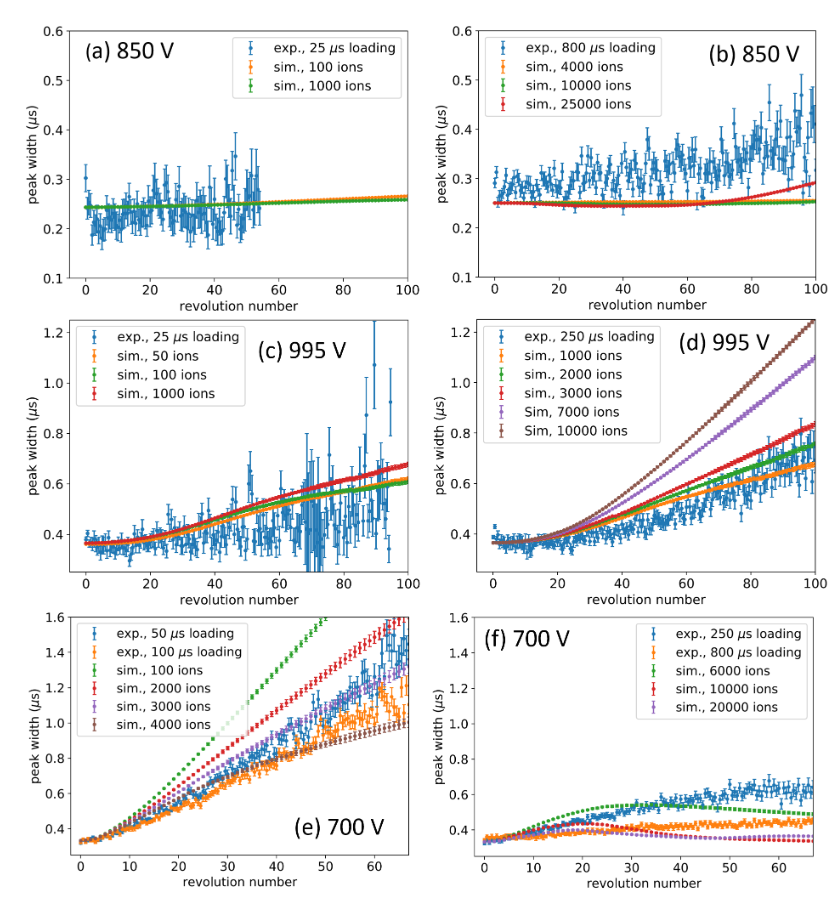 (a) 850 V
exp., 25 μs loading
sim., 100 ions
sim., 1000 ions
peak width (μs)
0.6
0.5
0.4
0.3
0.2
0.1
0 20 40 60 80 100
revolution number
(b) 850 V
exp., 800 μs loading
sim., 4000 ions
sim., 10000 ions
sim., 25000 ions
peak width (μs)
0.6
0.5
0.4
0.3
0.2
0.1
0 20 40 60 80 100
revolution number
(c) 995 V
exp., 25 μs loading
sim., 50 ions
sim., 100 ions
sim., 1000 ions
peak width (μs)
1.2
1.0
0.8
0.6
0.4
0 20 40 60 80 100
revolution number
(d) 995 V
exp., 250 μs loading
sim., 1000 ions
sim., 2000 ions
sim., 3000 ions
Sim, 7000 ions
Sim, 10000 ions
peak width (μs)
1.2
1.0
0.8
0.6
0.4
0 20 40 60 80 100
revolution number
exp., 50 μs loading
exp., 100 μs loading
sim., 100 ions
sim., 2000 ions
sim., 3000 ions
sim., 4000 ions
(e) 700 V
peak width (μs)
1.6
1.4
1.2
1.0
0.8
0.6
0.4
0 10 20 30 40 50 60
revolution number
(f) 700 V
exp., 250 μs loading
exp., 800 μs loading
sim., 6000 ions
sim., 10000 ions
sim., 20000 ions
peak width (μs)
1.6
1.4
1.2
1.0
0.8
0.6
0.4
0 10 20 30 40 50 60
revolution number